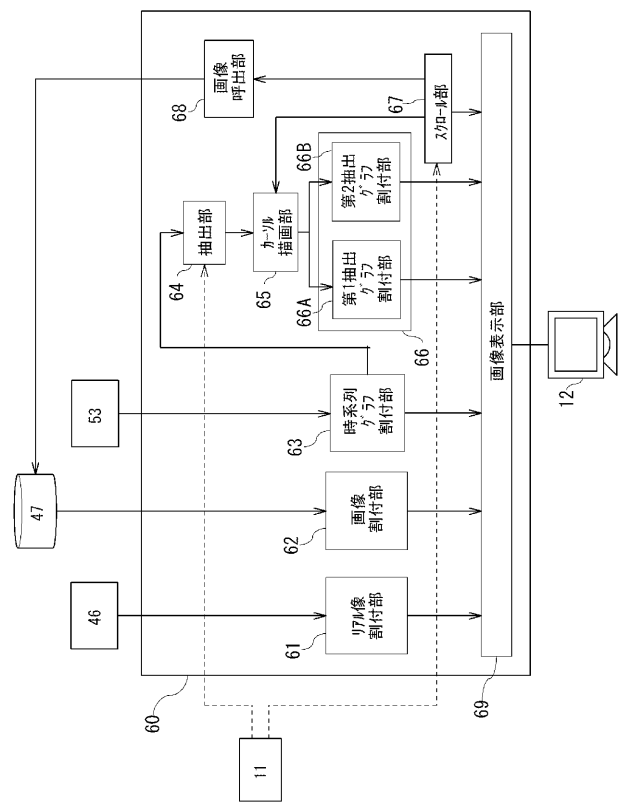 46
47
53
60
11
61
リアル像
割付部
62
画像
割付部
63
時系列
グラフ
割付部
64
抽出部
65
カーソル
描画部
66
66A
第1抽出
グラフ
割付部
66B
第2抽出
グラフ
割付部
67
スクロール部
68
画像
呼出部
69
画像表示部
12